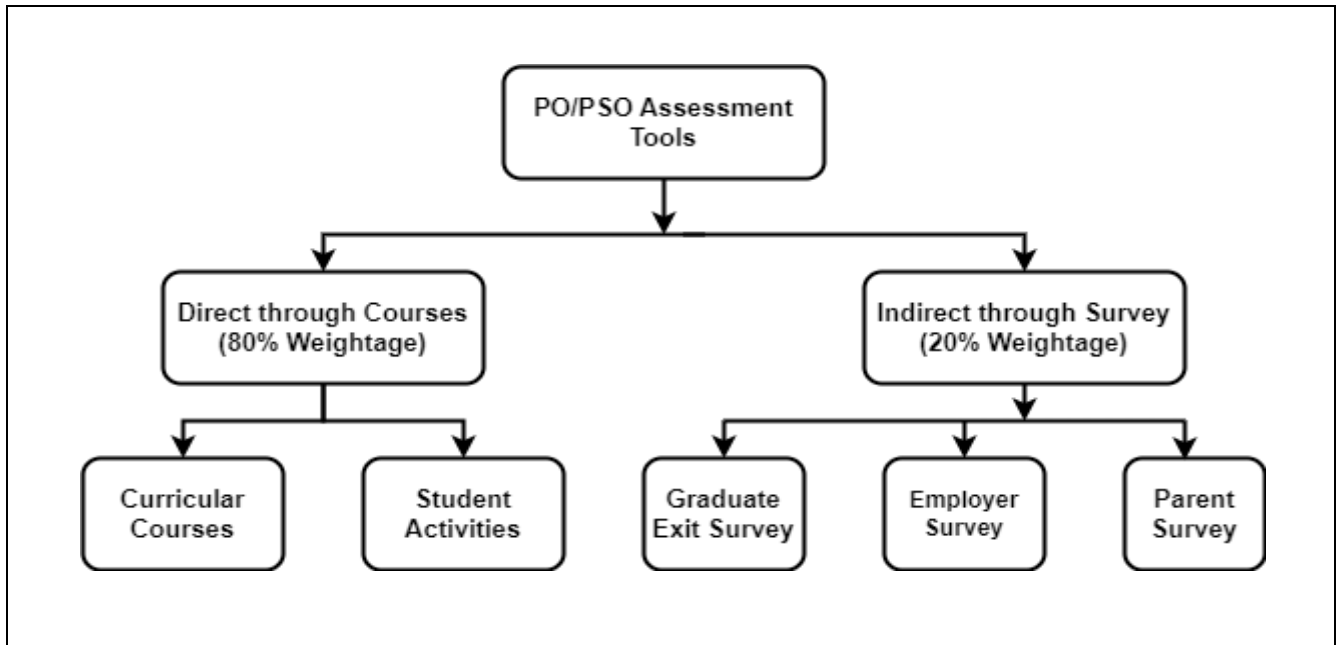 PO/PSO Assessment
Tools
Direct through Courses
(80% Weightage)
Indirect through Survey
(20% Weightage)
Curricular
Courses
Student
Activities
Graduate
Exit Survey
Employer
Survey
Parent
Survey